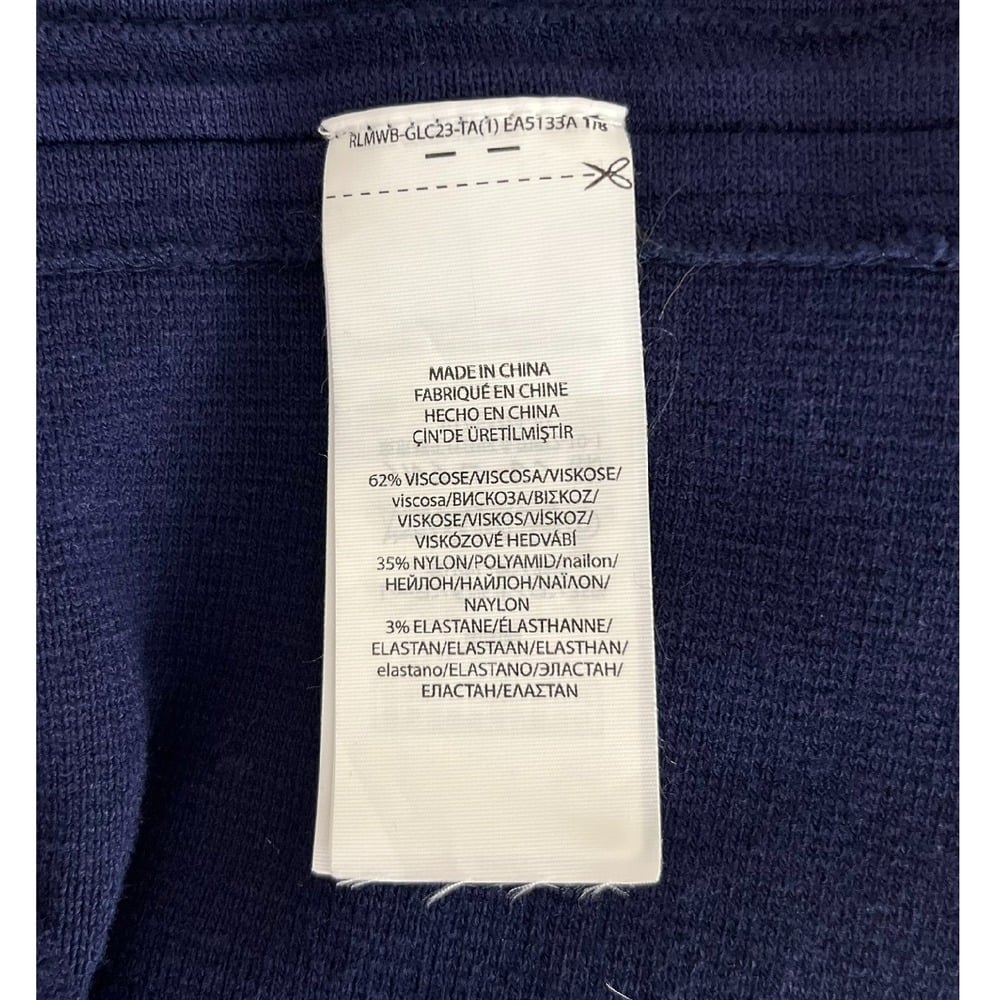 RLMWB-GLC23-TA(1) EA5133A 178
MADE IN CHINA
FABRIQUÉ EN CHINE
HECHO EN CHINA
ÇİN'DE ÜRETİLMİŞTİR
62% VISCOSE/VISCOSA/VISKOSE/
viscosa/ВИСКОЗА/ΒΙΣΚΟΖ/
VISKOSE/VISKOS/VİSKOZ/
VISKÓZOVÉ HEDVÁBÍ
35% NYLON/POLYAMID/nailon/
НЕЙЛОН/НАЙЛОН/ΝΑΪΛΟΝ/
NAYLON
3% ELASTANE/ÉLASTHANNE/
ELASTAN/ELASTAAN/ELASTHAN/
elastano/ELASTANO/ЭЛАСТАН/
ЕЛАСТАН/ΕΛΑΣΤΑΝ